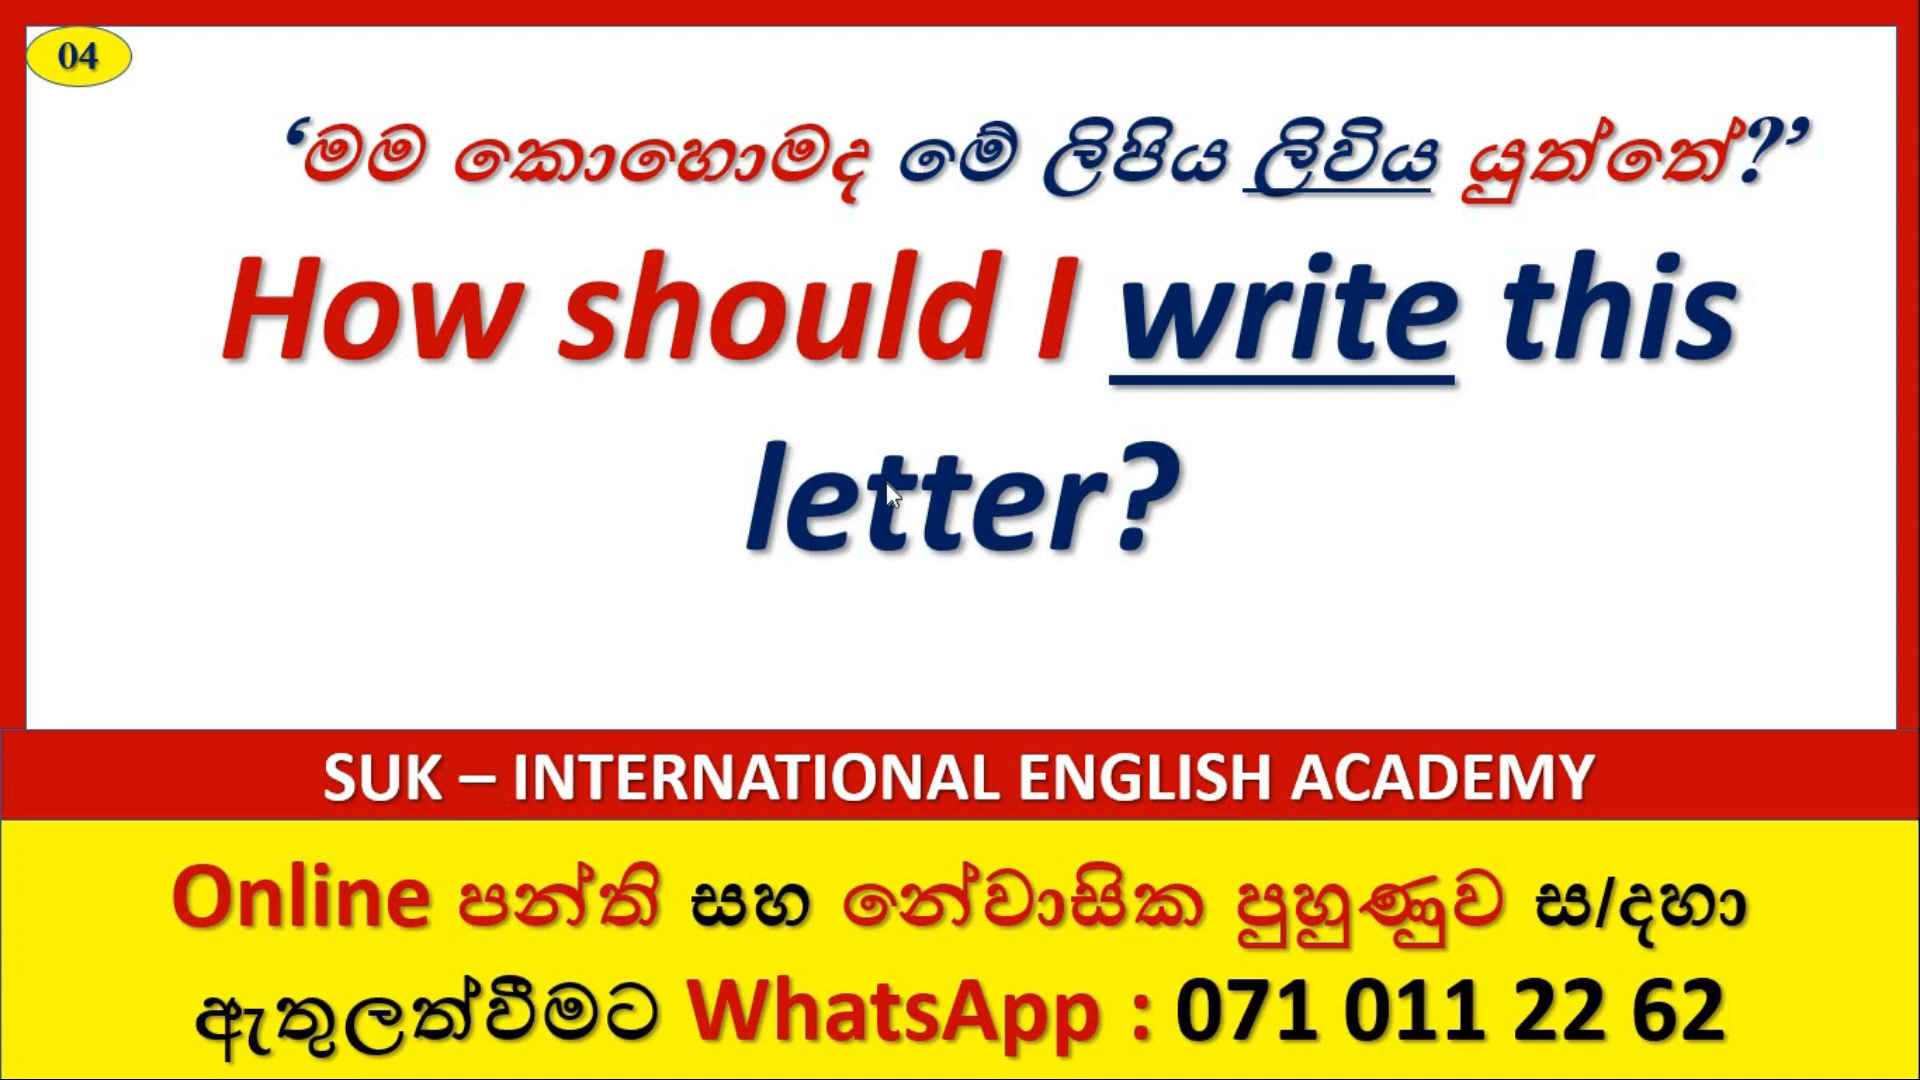 04
‘මම කොහොමද මේ ලිපිය ලිවිය යුත්තේ?’
How should I write this
letter?
SUK – INTERNATIONAL ENGLISH ACADEMY
Online පන්ති සහ නේවාසික පුහුණුව ස/දහා
ඇතුලත්වීමට WhatsApp : 071 011 22 62